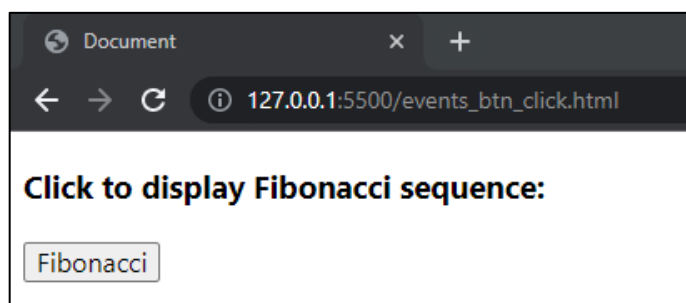 Document
127.0.0.1:5500/events_btn_click.html
Click to display Fibonacci sequence:
Fibonacci